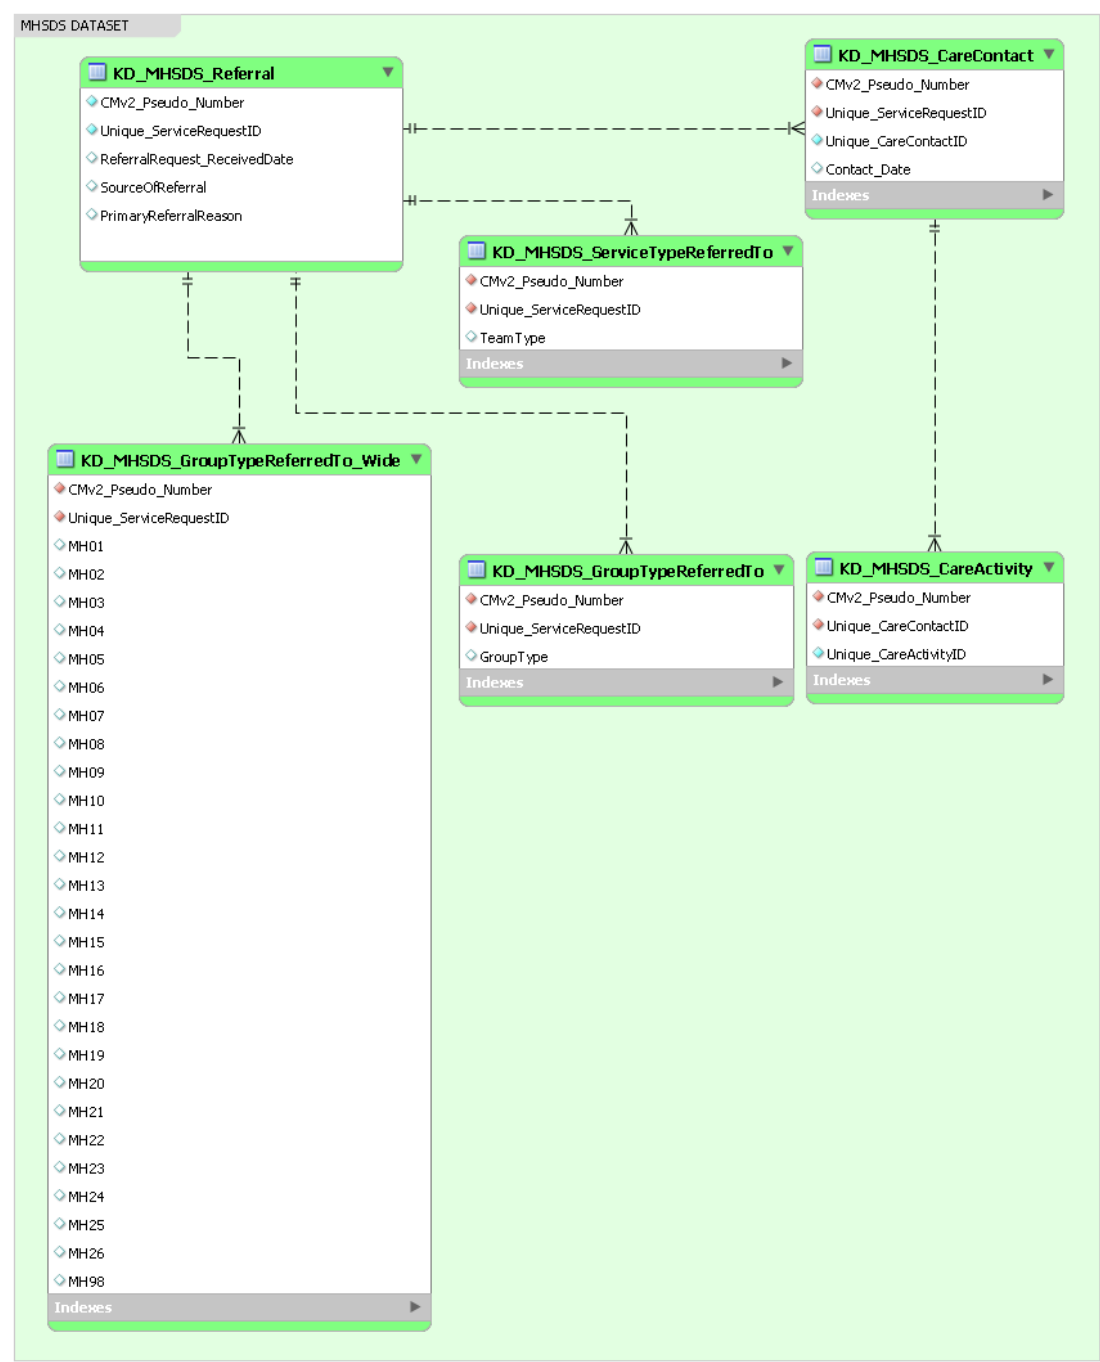 MHSDS DATASET
KD_MHSDS_Referral
CMv2_Pseudo_Number
Unique_ServiceRequestID
ReferralRequest_ReceivedDate
SourceOfReferral
PrimaryReferralReason
KD_MHSDS_CareContact
CMv2_Pseudo_Number
Unique_ServiceRequestID
Unique_CareContactID
Contact_Date
Indexes
KD_MHSDS_ServiceTypeReferredTo
CMv2_Pseudo_Number
Unique_ServiceRequestID
TeamType
Indexes
KD_MHSDS_GroupTypeReferredTo_Wide
CMv2_Pseudo_Number
Unique_ServiceRequestID
MH01
MH02
MH03
MH04
MH05
MH06
MH07
MH08
MH09
MH10
MH11
MH12
MH13
MH14
MH15
MH16
MH17
MH18
MH19
MH20
MH21
MH22
MH23
MH24
MH25
MH26
MH98
Indexes
KD_MHSDS_GroupTypeReferredTo
CMv2_Pseudo_Number
Unique_ServiceRequestID
GroupType
Indexes
KD_MHSDS_CareActivity
CMv2_Pseudo_Number
Unique_CareContactID
Unique_CareActivityID
Indexes